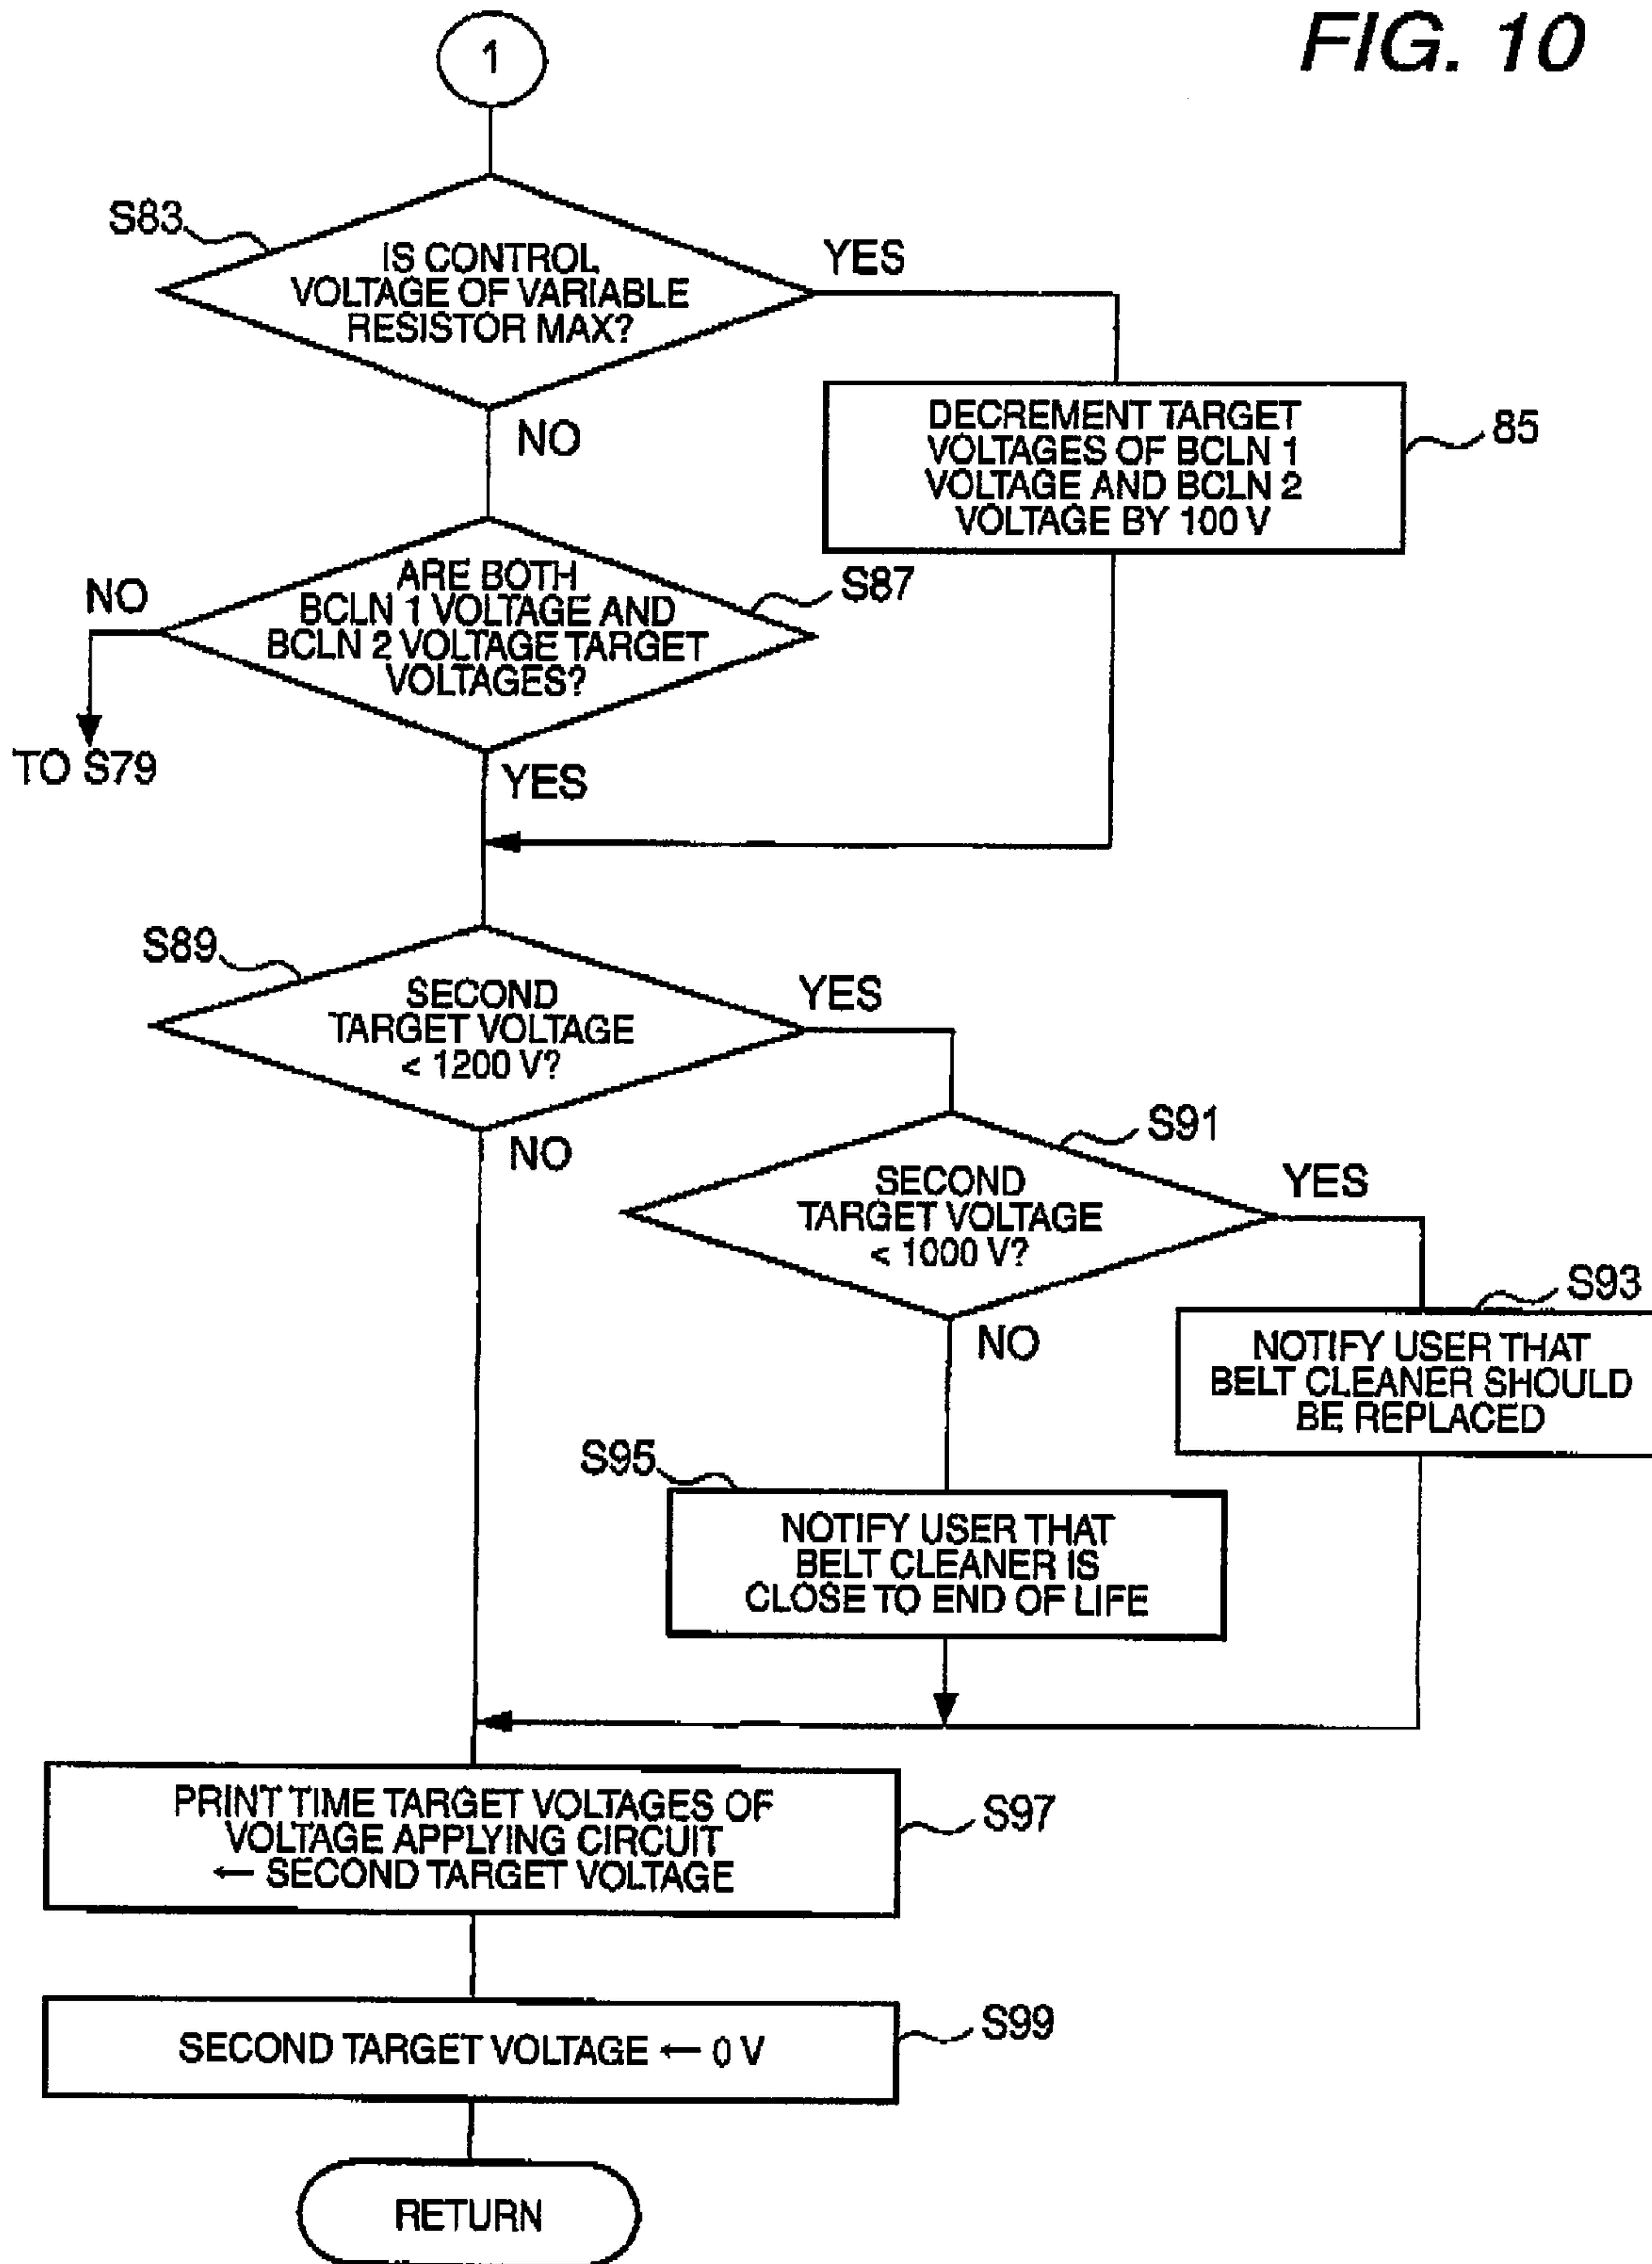 FIG. 10
1
S83
IS CONTROL
VOLTAGE OF VARIABLE
RESISTOR MAX?
YES
NO
DECREMENT TARGET
VOLTAGES OF BCLN 1
VOLTAGE AND BCLN 2
VOLTAGE BY 100 V
85
ARE BOTH
BCLN 1 VOLTAGE AND
BCLN 2 VOLTAGE TARGET
VOLTAGES?
S87
NO
TO S79
YES
S89
SECOND
TARGET VOLTAGE
< 1200 V?
YES
NO
S91
SECOND
TARGET VOLTAGE
< 1000 V?
YES
NO
S93
NOTIFY USER THAT
BELT CLEANER SHOULD
BE REPLACED
S95
NOTIFY USER THAT
BELT CLEANER IS
CLOSE TO END OF LIFE
PRINT TIME TARGET VOLTAGES OF
VOLTAGE APPLYING CIRCUIT
← SECOND TARGET VOLTAGE
S97
SECOND TARGET VOLTAGE ← 0 V
S99
RETURN